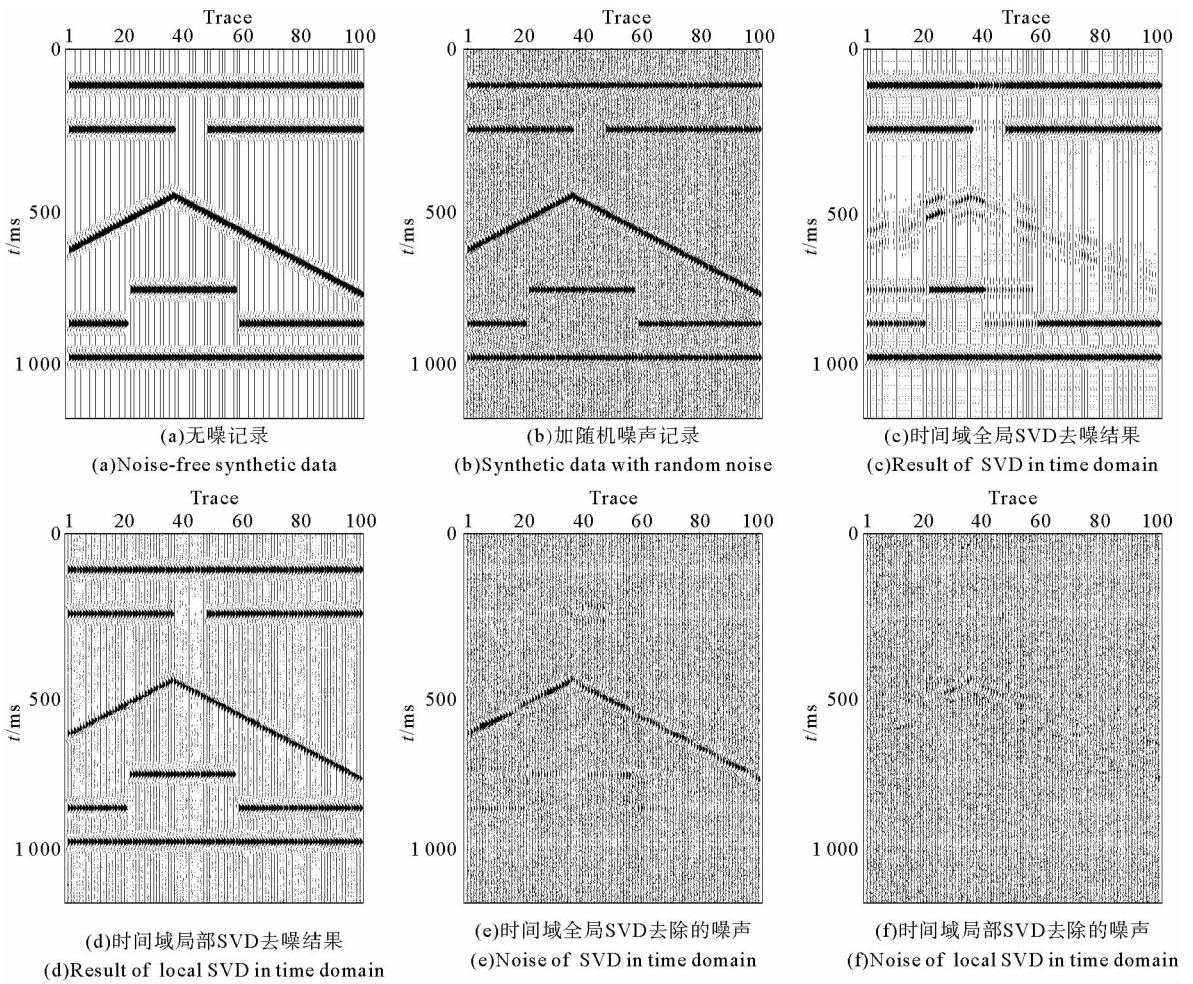 Trace
1 20 40 60 80 100
0
500
1 000
t/ms
(a)无噪记录
(a)Noise-free synthetic data
Trace
1 20 40 60 80 100
0
500
1 000
t/ms
(b)加随机噪声记录
(b)Synthetic data with random noise
Trace
1 20 40 60 80 100
0
500
1 000
t/ms
(c)时间域全局SVD去噪结果
(c)Result of SVD in time domain
Trace
1 20 40 60 80 100
0
500
1 000
t/ms
(d)时间域局部SVD去噪结果
(d)Result of local SVD in time domain
Trace
1 20 40 60 80 100
0
500
1 000
t/ms
(e)时间域全局SVD去除的噪声
(e)Noise of SVD in time domain
Trace
1 20 40 60 80 100
0
500
1 000
t/ms
(f)时间域局部SVD去除的噪声
(f)Noise of local SVD in time domain